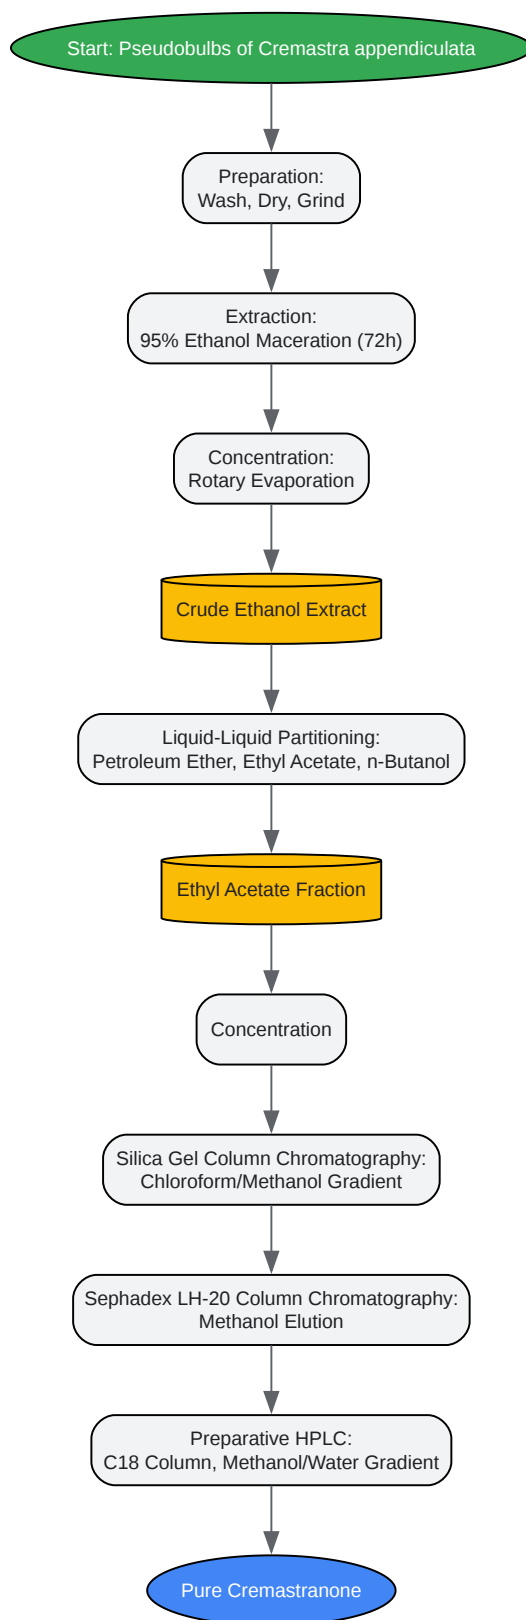 Start: Pseudobulbs of Cremastra appendiculata
Preparation:
Wash, Dry, Grind
Extraction:
95% Ethanol Maceration (72h)
Concentration:
Rotary Evaporation
Crude Ethanol Extract
Liquid-Liquid Partitioning:
Petroleum Ether, Ethyl Acetate, n-Butanol
Ethyl Acetate Fraction
Concentration
Silica Gel Column Chromatography:
Chloroform/Methanol Gradient
Sephadex LH-20 Column Chromatography:
Methanol Elution
Preparative HPLC:
C18 Column, Methanol/Water Gradient
Pure Cremastranone